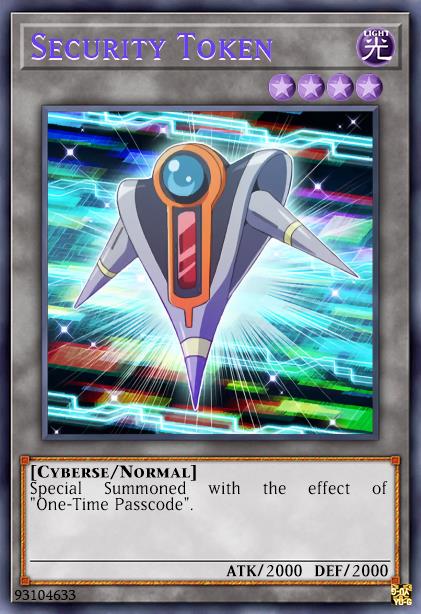 SECURITY TOKEN
LIGHT
光
[CYBERSE/NORMAL]
Special Summoned with the effect of
"One-Time Passcode".
ATK/2000 DEF/2000
93104633